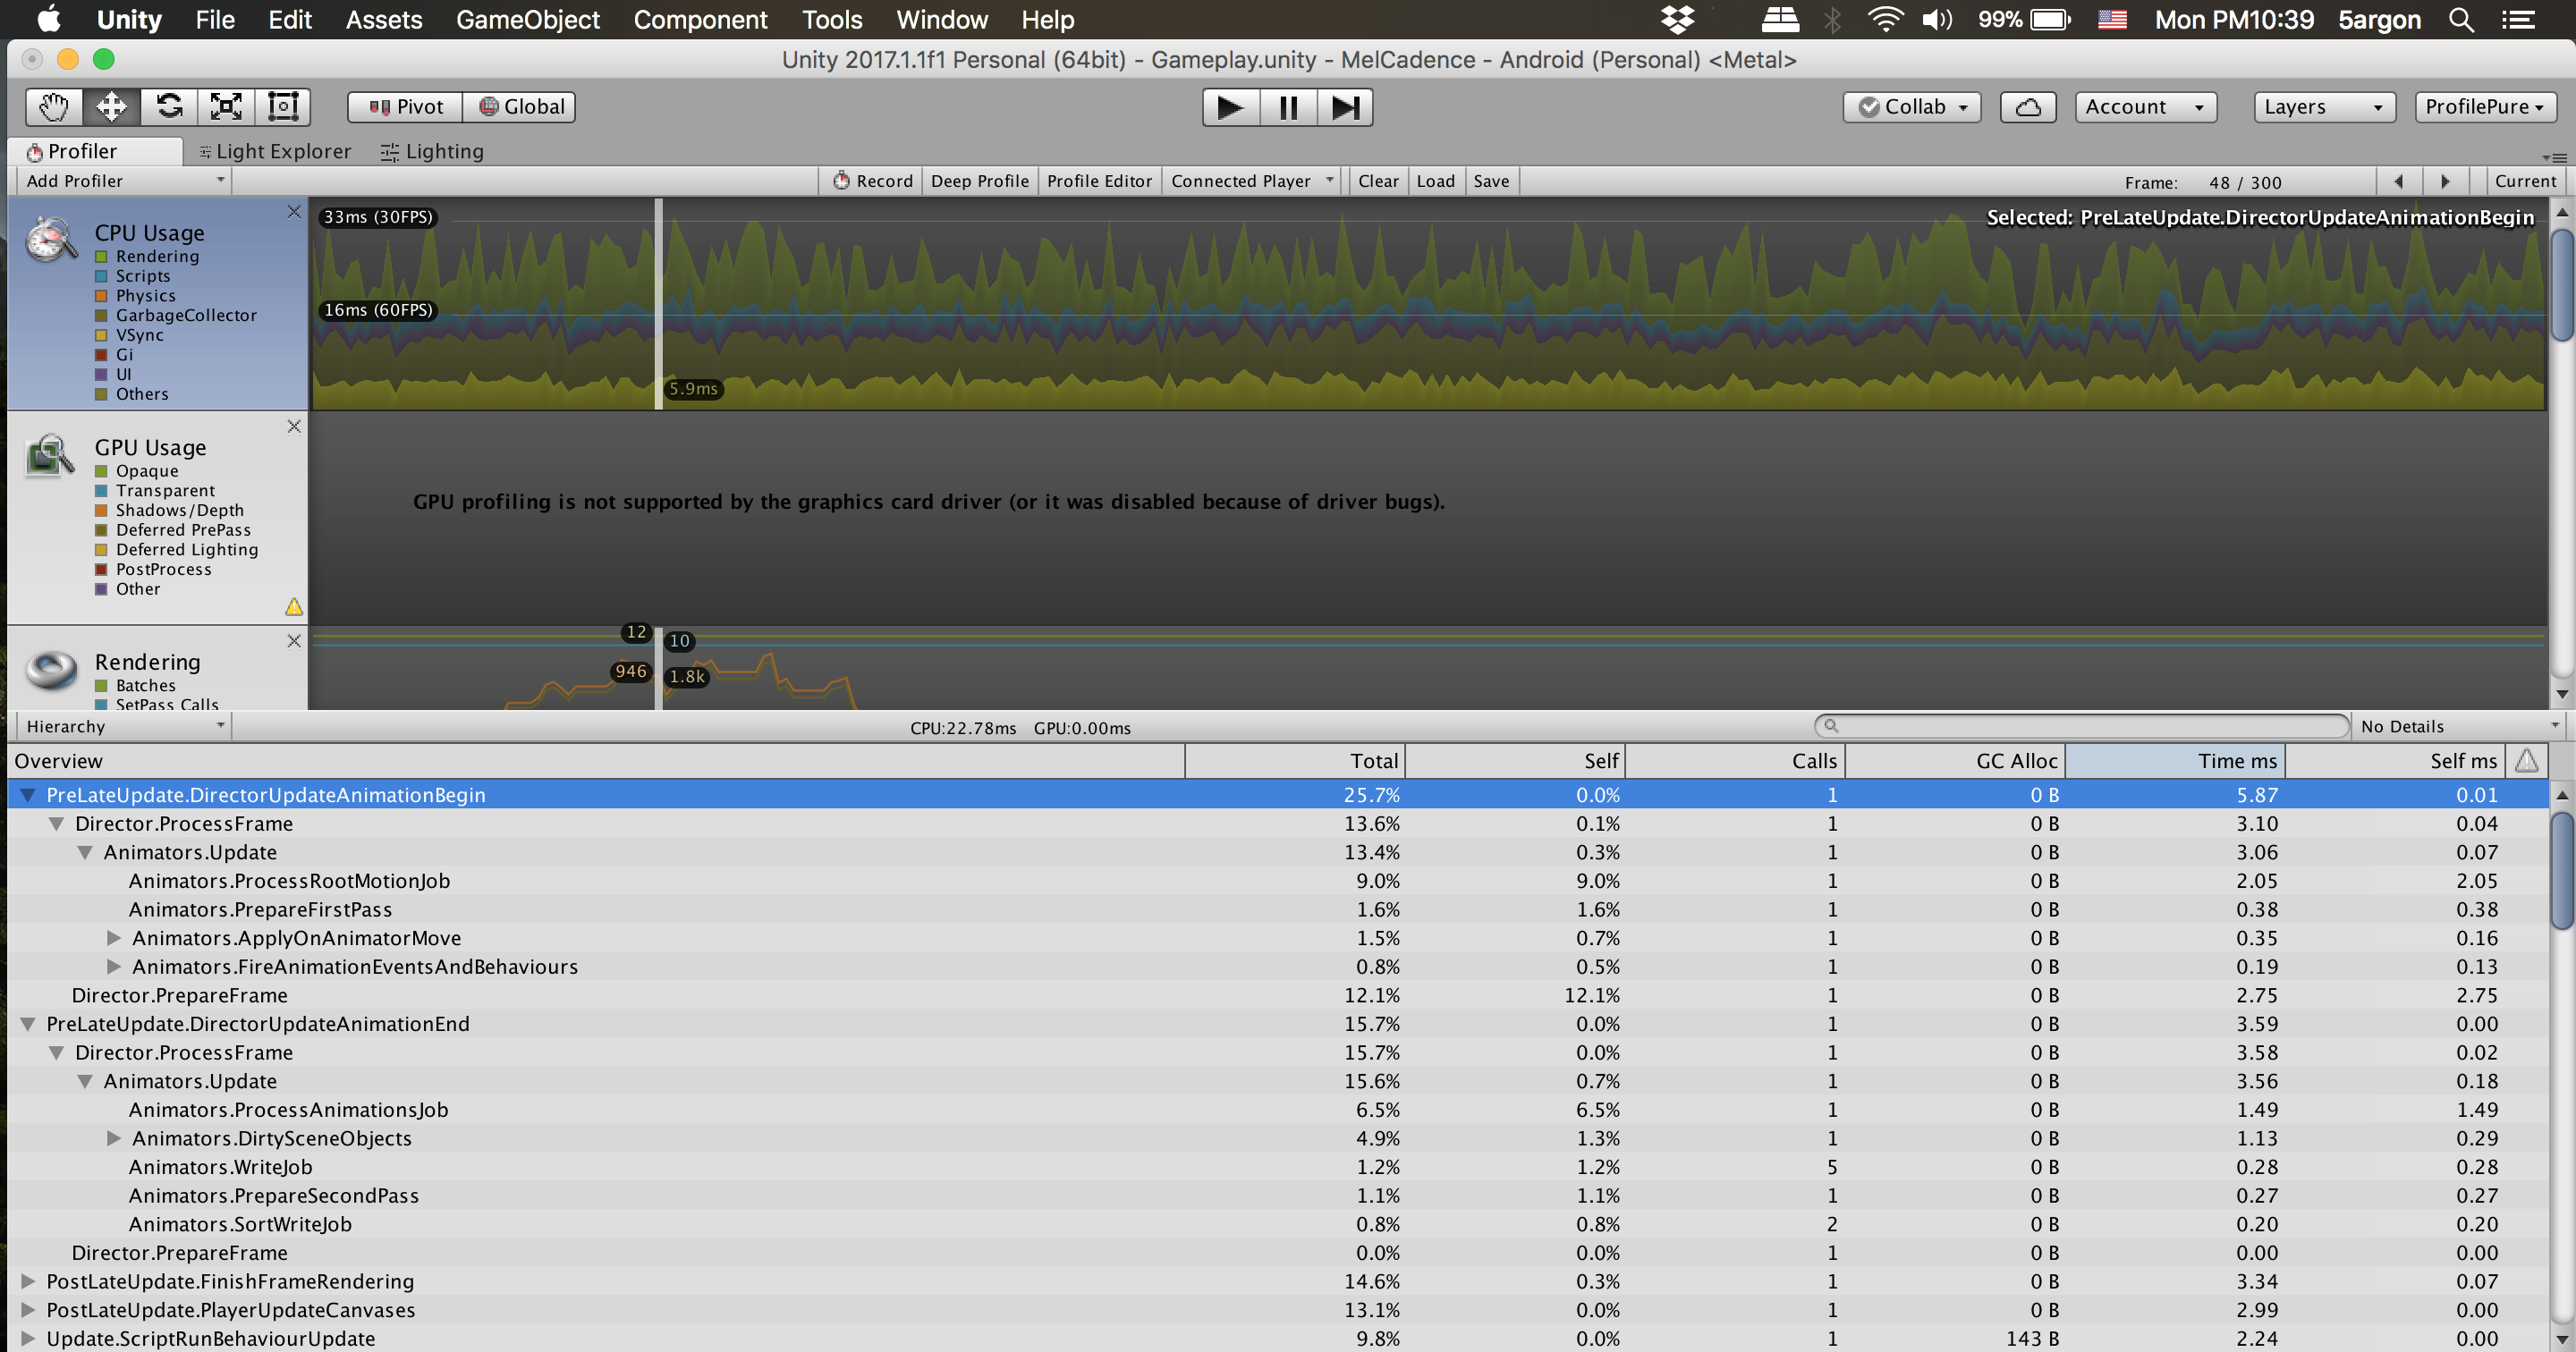 Unity File Edit Assets GameObject Component Tools Window Help 99% Mon PM10:39 5argon
Unity 2017.1.1f1 Personal (64bit) - Gameplay.unity - MelCadence - Android (Personal) <Metal>
Pivot Global Collab Account Layers ProfilePure
Profiler Light Explorer Lighting
Add Profiler Record Deep Profile Profile Editor Connected Player Clear Load Save Frame: 48 / 300 Current
33ms (30FPS) Selected: PreLateUpdate.DirectorUpdateAnimationBegin
CPU Usage
Rendering
Scripts
Physics
16ms (60FPS)
GarbageCollector
VSync
Gi
UI
5.9ms
Others
GPU Usage
Opaque
Transparent
GPU profiling is not supported by the graphics card driver (or it was disabled because of driver bugs).
Shadows/Depth
Deferred PrePass
Deferred Lighting
PostProcess
Other
12 10
Rendering 946 1.8k
Batches
SetPass Calls
Hierarchy CPU:22.78ms GPU:0.00ms No Details
Overview Total Self Calls GC Alloc Time ms Self ms
PreLateUpdate.DirectorUpdateAnimationBegin 25.7% 0.0% 1 0 B 5.87 0.01
Director.ProcessFrame 13.6% 0.1% 1 0 B 3.10 0.04
Animators.Update 13.4% 0.3% 1 0 B 3.06 0.07
Animators.ProcessRootMotionJob 9.0% 9.0% 1 0 B 2.05 2.05
Animators.PrepareFirstPass 1.6% 1.6% 1 0 B 0.38 0.38
Animators.ApplyOnAnimatorMove 1.5% 0.7% 1 0 B 0.35 0.16
Animators.FireAnimationEventsAndBehaviours 0.8% 0.5% 1 0 B 0.19 0.13
Director.PrepareFrame 12.1% 12.1% 1 0 B 2.75 2.75
PreLateUpdate.DirectorUpdateAnimationEnd 15.7% 0.0% 1 0 B 3.59 0.00
Director.ProcessFrame 15.7% 0.0% 1 0 B 3.58 0.02
Animators.Update 15.6% 0.7% 1 0 B 3.56 0.18
Animators.ProcessAnimationsJob 6.5% 6.5% 1 0 B 1.49 1.49
Animators.DirtySceneObjects 4.9% 1.3% 1 0 B 1.13 0.29
Animators.WriteJob 1.2% 1.2% 5 0 B 0.28 0.28
Animators.PrepareSecondPass 1.1% 1.1% 1 0 B 0.27 0.27
Animators.SortWriteJob 0.8% 0.8% 2 0 B 0.20 0.20
Director.PrepareFrame 0.0% 0.0% 1 0 B 0.00 0.00
PostLateUpdate.FinishFrameRendering 14.6% 0.3% 1 0 B 3.34 0.07
PostLateUpdate.PlayerUpdateCanvases 13.1% 0.0% 1 0 B 2.99 0.00
Update.ScriptRunBehaviourUpdate 9.8% 0.0% 1 143 B 2.24 0.00